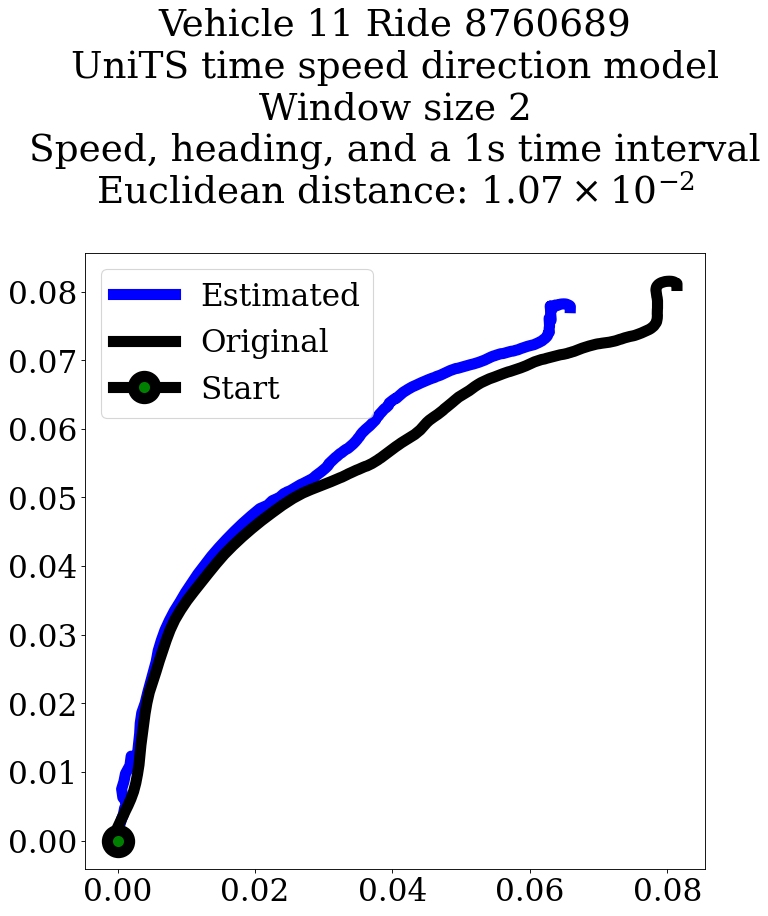 Vehicle 11 Ride 8760689
UniTS time speed direction model
Window size 2
Speed, heading, and a 1s time interval
Euclidean distance: 1.07 × 10⁻²
Estimated
Original
Start
0.08
0.07
0.06
0.05
0.04
0.03
0.02
0.01
0.00
0.00 0.02 0.04 0.06 0.08